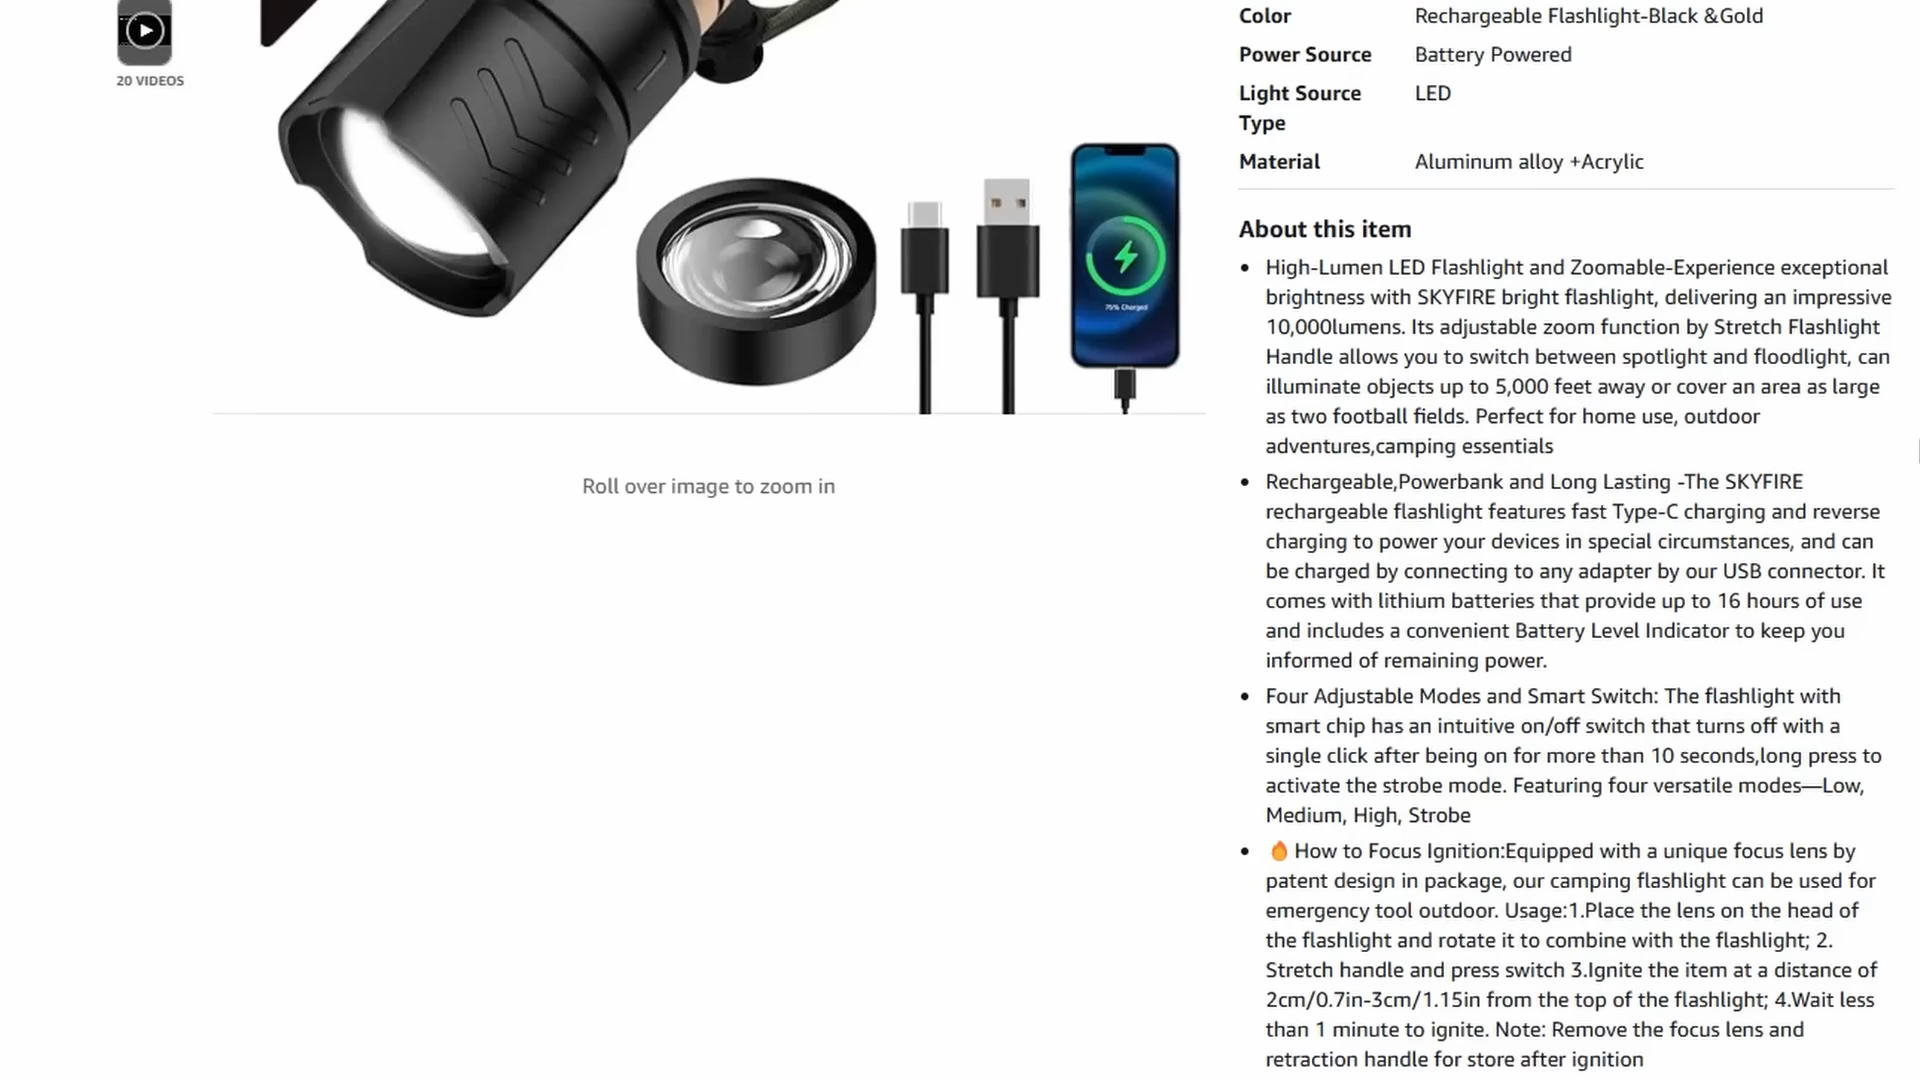 20 VIDEOS
75% Charged
Roll over image to zoom in
Color Rechargeable Flashlight-Black &Gold
Power Source Battery Powered
Light Source Type LED
Material Aluminum alloy +Acrylic
About this item
High-Lumen LED Flashlight and Zoomable-Experience exceptional
brightness with SKYFIRE bright flashlight, delivering an impressive
10,000lumens. Its adjustable zoom function by Stretch Flashlight
Handle allows you to switch between spotlight and floodlight, can
illuminate objects up to 5,000 feet away or cover an area as large
as two football fields. Perfect for home use, outdoor
adventures,camping essentials
Rechargeable,Powerbank and Long Lasting -The SKYFIRE
rechargeable flashlight features fast Type-C charging and reverse
charging to power your devices in special circumstances, and can
be charged by connecting to any adapter by our USB connector. It
comes with lithium batteries that provide up to 16 hours of use
and includes a convenient Battery Level Indicator to keep you
informed of remaining power.
Four Adjustable Modes and Smart Switch: The flashlight with
smart chip has an intuitive on/off switch that turns off with a
single click after being on for more than 10 seconds,long press to
activate the strobe mode. Featuring four versatile modes—Low,
Medium, High, Strobe
🔥How to Focus Ignition:Equipped with a unique focus lens by
patent design in package, our camping flashlight can be used for
emergency tool outdoor. Usage:1.Place the lens on the head of
the flashlight and rotate it to combine with the flashlight; 2.
Stretch handle and press switch 3.Ignite the item at a distance of
2cm/0.7in-3cm/1.15in from the top of the flashlight; 4.Wait less
than 1 minute to ignite. Note: Remove the focus lens and
retraction handle for store after ignition